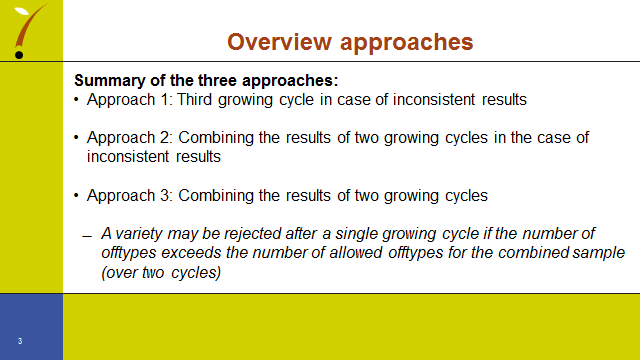 Overview approaches
Summary of the three approaches:
• Approach 1: Third growing cycle in case of inconsistent results
• Approach 2: Combining the results of two growing cycles in the case of
inconsistent results
• Approach 3: Combining the results of two growing cycles
– A variety may be rejected after a single growing cycle if the number of
offtypes exceeds the number of allowed offtypes for the combined sample
(over two cycles)
3